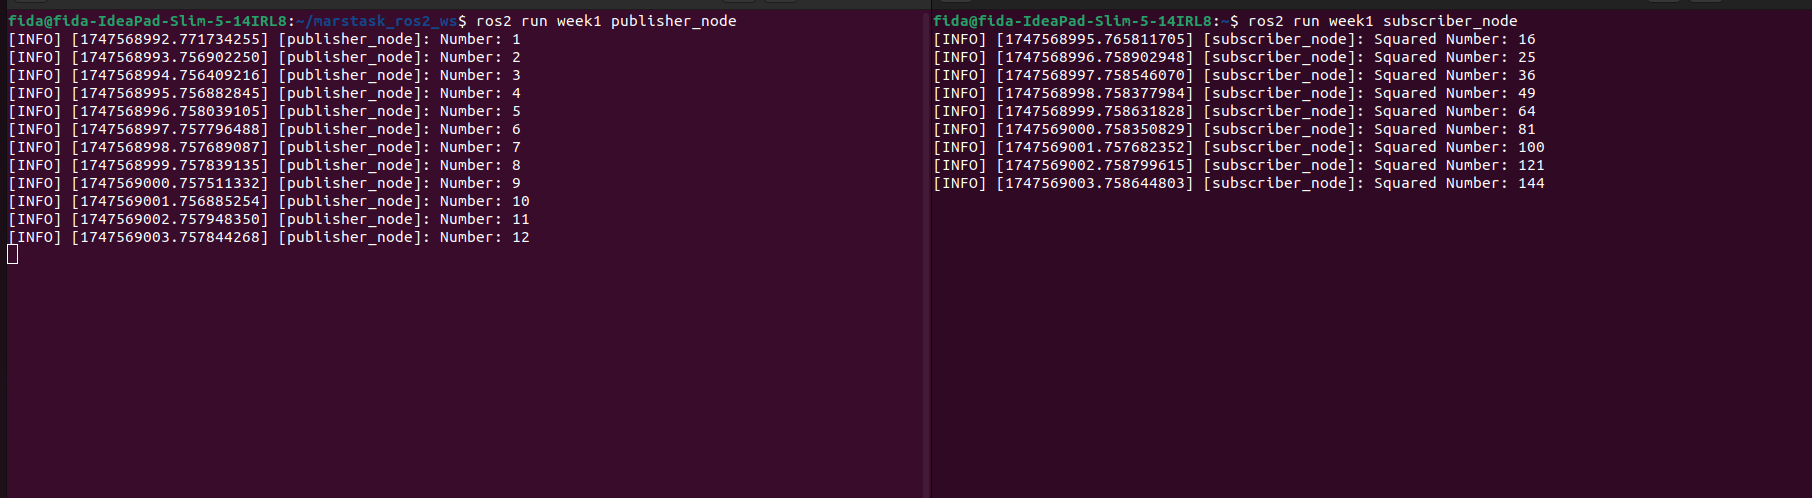 fida@fida-IdeaPad-Slim-5-14IRL8:~/marstask_ros2_ws$ ros2 run week1 publisher_node
[INFO] [1747568992.771734255] [publisher_node]: Number: 1
[INFO] [1747568993.756902250] [publisher_node]: Number: 2
[INFO] [1747568994.756409216] [publisher_node]: Number: 3
[INFO] [1747568995.756882845] [publisher_node]: Number: 4
[INFO] [1747568996.758039105] [publisher_node]: Number: 5
[INFO] [1747568997.757796488] [publisher_node]: Number: 6
[INFO] [1747568998.757689087] [publisher_node]: Number: 7
[INFO] [1747568999.757839135] [publisher_node]: Number: 8
[INFO] [1747569000.757511332] [publisher_node]: Number: 9
[INFO] [1747569001.756885254] [publisher_node]: Number: 10
[INFO] [1747569002.757948350] [publisher_node]: Number: 11
[INFO] [1747569003.757844268] [publisher_node]: Number: 12
fida@fida-IdeaPad-Slim-5-14IRL8:~$ ros2 run week1 subscriber_node
[INFO] [1747568995.765811705] [subscriber_node]: Squared Number: 16
[INFO] [1747568996.758902948] [subscriber_node]: Squared Number: 25
[INFO] [1747568997.758546070] [subscriber_node]: Squared Number: 36
[INFO] [1747568998.758377984] [subscriber_node]: Squared Number: 49
[INFO] [1747568999.758631828] [subscriber_node]: Squared Number: 64
[INFO] [1747569000.758350829] [subscriber_node]: Squared Number: 81
[INFO] [1747569001.757682352] [subscriber_node]: Squared Number: 100
[INFO] [1747569002.758799615] [subscriber_node]: Squared Number: 121
[INFO] [1747569003.758644803] [subscriber_node]: Squared Number: 144